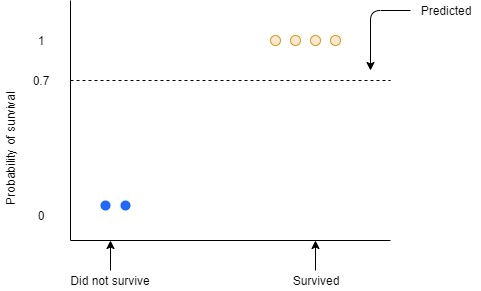 Predicted
1
0.7
Probability of survival
0
Did not survive
Survived